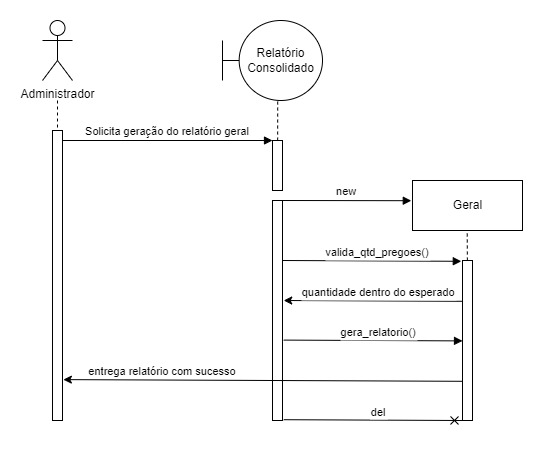 Relatório
Consolidado
Administrador
Solicita geração do relatório geral
new
Geral
valida_qtd_pregoes()
quantidade dentro do esperado
gera_relatorio()
entrega relatório com sucesso
del